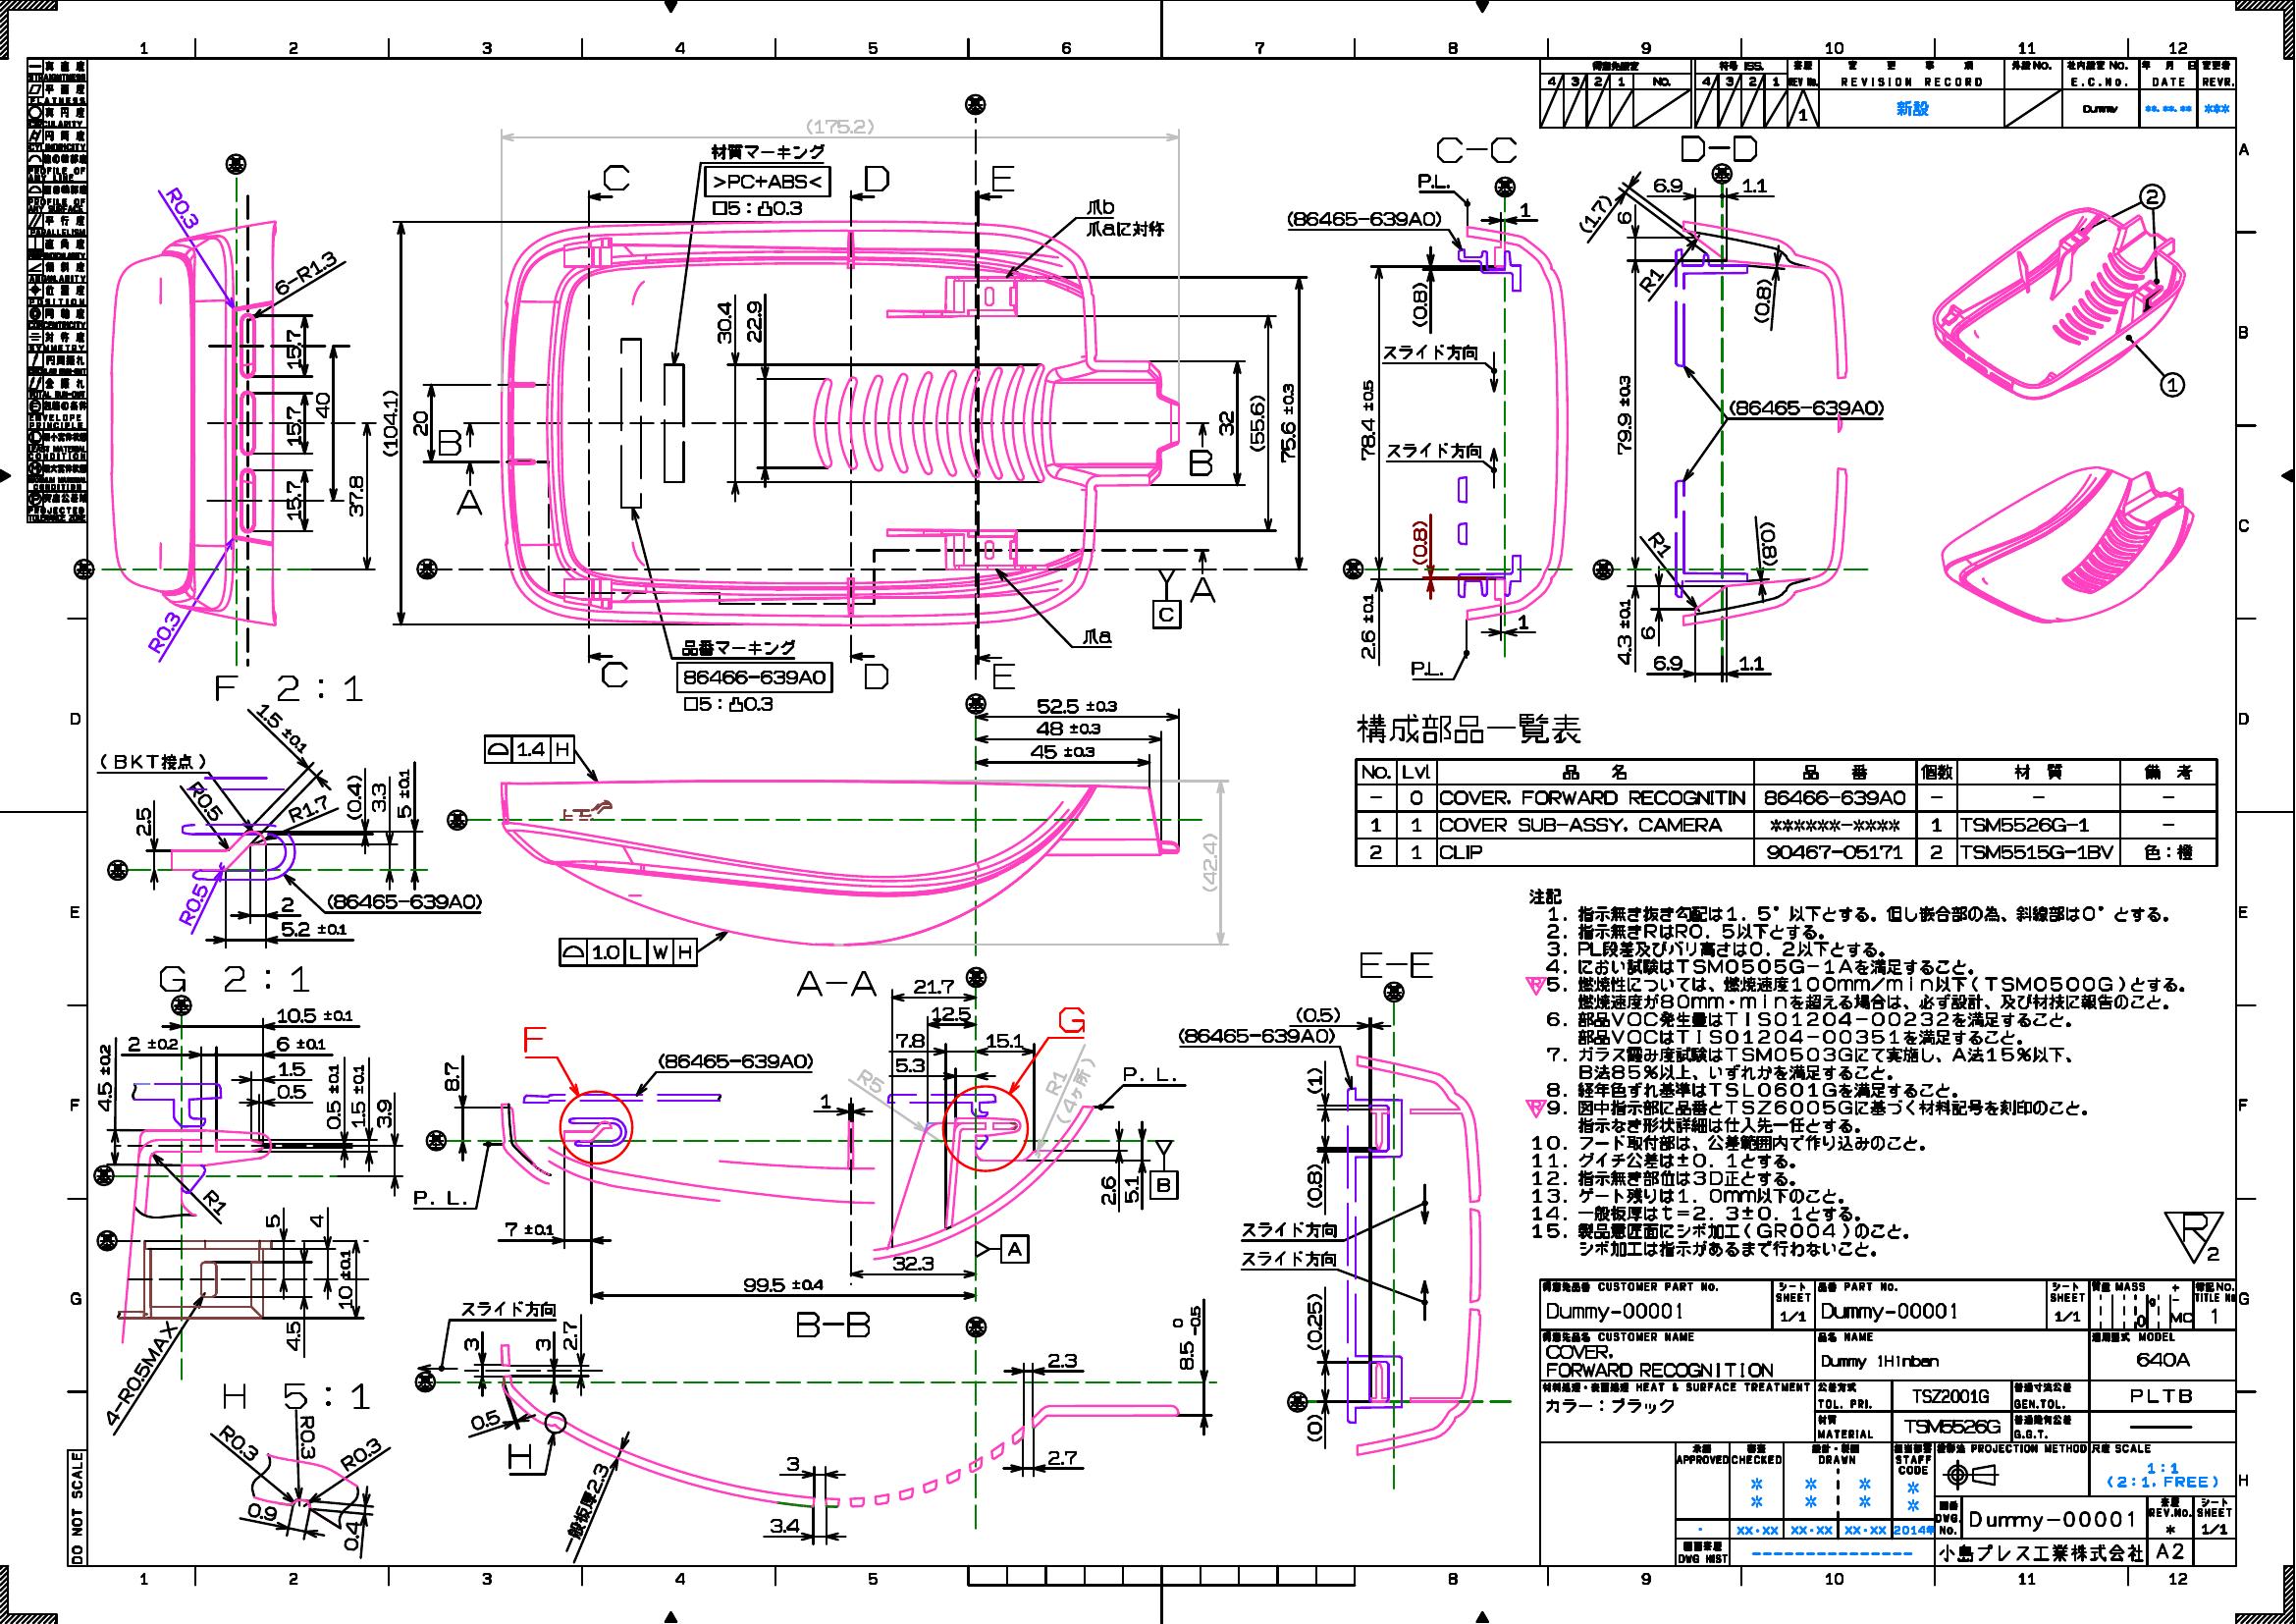 1 2 3 4 5 6 7 8 9 10 11 12
A
B
C
D
E
F
G
H
STRAIGHTNESS
FLATNESS
CIRCULARITY
CYLINDRICITY
PROFILE OF ANY LINE
PROFILE OF ANY SURFACE
PARALLELISM
ANGULARITY
POSITION
CONCENTRICITY
SYMMETRY
ENVELOPE PRINCIPLE
PROJECTED TOLERANCE ZONE
4 3 2 1 NO.
符号 ISS.
4 3 2 1 REV No.
変更事項
REVISION RECORD
外設NO.
社内設変 NO.
E.C.No.
年 月 日
DATE
変更者
REVR.
1
新設
Dummy
**.**.**
***
R0.3
6-R1.3
15.7
15.7
15.7
40
37.8
R0.3
(175.2)
材質マーキング
>PC+ABS<
□5:凸0.3
C
D
E
爪b
爪aに対称
(104.1)
20
B
A
30.4
22.9
32
(55.6)
75.6 ±0.3
B
A
C
爪a
品番マーキング
86466-639A0
□5:凸0.3
C
D
E
C-C
P.L.
1
(86465-639A0)
(0.8)
スライド方向
78.4 ±0.5
スライド方向
(0.8)
2.6 ±0.1
1
P.L.
D-D
6.9
1.1
(1.7)
6
R1
(0.8)
79.9 ±0.3
(86465-639A0)
R1
(0.8)
4.3 ±0.1
6
6.9
1.1
2
1
F 2:1
1.5 ±0.1
(BKT接点)
R0.5
R1.7
(0.4)
3.3
5 ±0.1
2.5
R0.5
(86465-639A0)
2
5.2 ±0.1
52.5 ±0.3
48 ±0.3
45 ±0.3
1.4 H
(42.4)
1.0 L W H
構成部品一覧表
No. Lvl 品 名 品 番 個数 材 質 備 考
- 0 COVER, FORWARD RECOGNITIN 86466-639A0 - - -
1 1 COVER SUB-ASSY, CAMERA ******-**** 1 TSM5526G-1 -
2 1 CLIP 90467-05171 2 TSM5515G-1BV 色:橙
注記
1. 指示無き抜き勾配は1.5°以下とする。但し嵌合部の為、斜線部は0°とする。
2. 指示無きRはR0.5以下とする。
3. PL段差及びバリ高さは0.2以下とする。
4. におい試験はTSM0505G-1Aを満足すること。
5. 燃焼性については、燃焼速度100mm/min以下(TSM0500G)とする。
燃焼速度が80mm・minを超える場合は、必ず設計、及び材技に報告のこと。
6. 部品VOC発生量はTIS01204-00232を満足すること。
部品VOCはTIS01204-00351を満足すること。
7. ガラス霞み度試験はTSM0503Gにて実施し、A法15%以下、
B法85%以上、いずれかを満足すること。
8. 経年色ずれ基準はTSL0601Gを満足すること。
9. 図中指示部に品番とTSZ6005Gに基づく材料記号を刻印のこと。
指示なき形状詳細は仕入先一任とする。
10. フード取付部は、公差範囲内で作り込みのこと。
11. グイチ公差は±0.1とする。
12. 指示無き部位は3D正とする。
13. ゲート残りは1.0mm以下のこと。
14. 一般板厚はt=2.3±0.1とする。
15. 製品意匠面にシボ加工(GR004)のこと。
シボ加工は指示があるまで行わないこと。
R 2
G 2:1
10.5 ±0.1
2 ±0.2
6 ±0.1
1.5
0.5
4.5 ±0.2
0.5 ±0.1
1.5 ±0.1
3.9
R1
5
4
10 ±0.1
4.5
4-R0.5MAX
A-A
21.7
12.5
7.8
15.1
5.3
F
G
(86465-639A0)
8.7
1
R5
R1
(4ヶ所)
P. L.
P. L.
2.6
5.1
B
7 ±0.1
A
32.3
99.5 ±0.4
E-E
(0.5)
(86465-639A0)
(1)
(0.8)
スライド方向
スライド方向
(0.25)
(0)
B-B
スライド方向
3
3
2.7
2.3
8.5 0 -0.5
0.5
H
一般板厚2.3
3
3.4
2.7
H 5:1
R0.3
R0.3
R0.3
0.9
0.4
DO NOT SCALE
CUSTOMER PART No.
Dummy-00001
シート SHEET
1/1
品番 PART NO.
Dummy-00001
シート SHEET
1/1
質量 MASS
MC
TITLE No
1
CUSTOMER NAME
COVER,
FORWARD RECOGNITION
品名 NAME
Dummy 1Hinban
MODEL
640A
HEAT & SURFACE TREATMENT
カラー:ブラック
公差方式
TOL. PRI.
TSZ2001G
普通寸法公差
GEN.TOL.
PLTB
材質
MATERIAL
TSM5526G
普通幾何公差
G.G.T.
承認 APPROVED
審査 CHECKED
設計・製図 DRAWN
STAFF CODE
PROJECTION METHOD
尺度 SCALE
1:1
(2:1, FREE)
* * * *
* * * *
xx・xx xx・xx xx・xx 2014年
図番 DWG. No.
Dummy-00001
来歴 REV.No.
*
シート SHEET
1/1
DWG HIST
小島プレス工業株式会社
A2